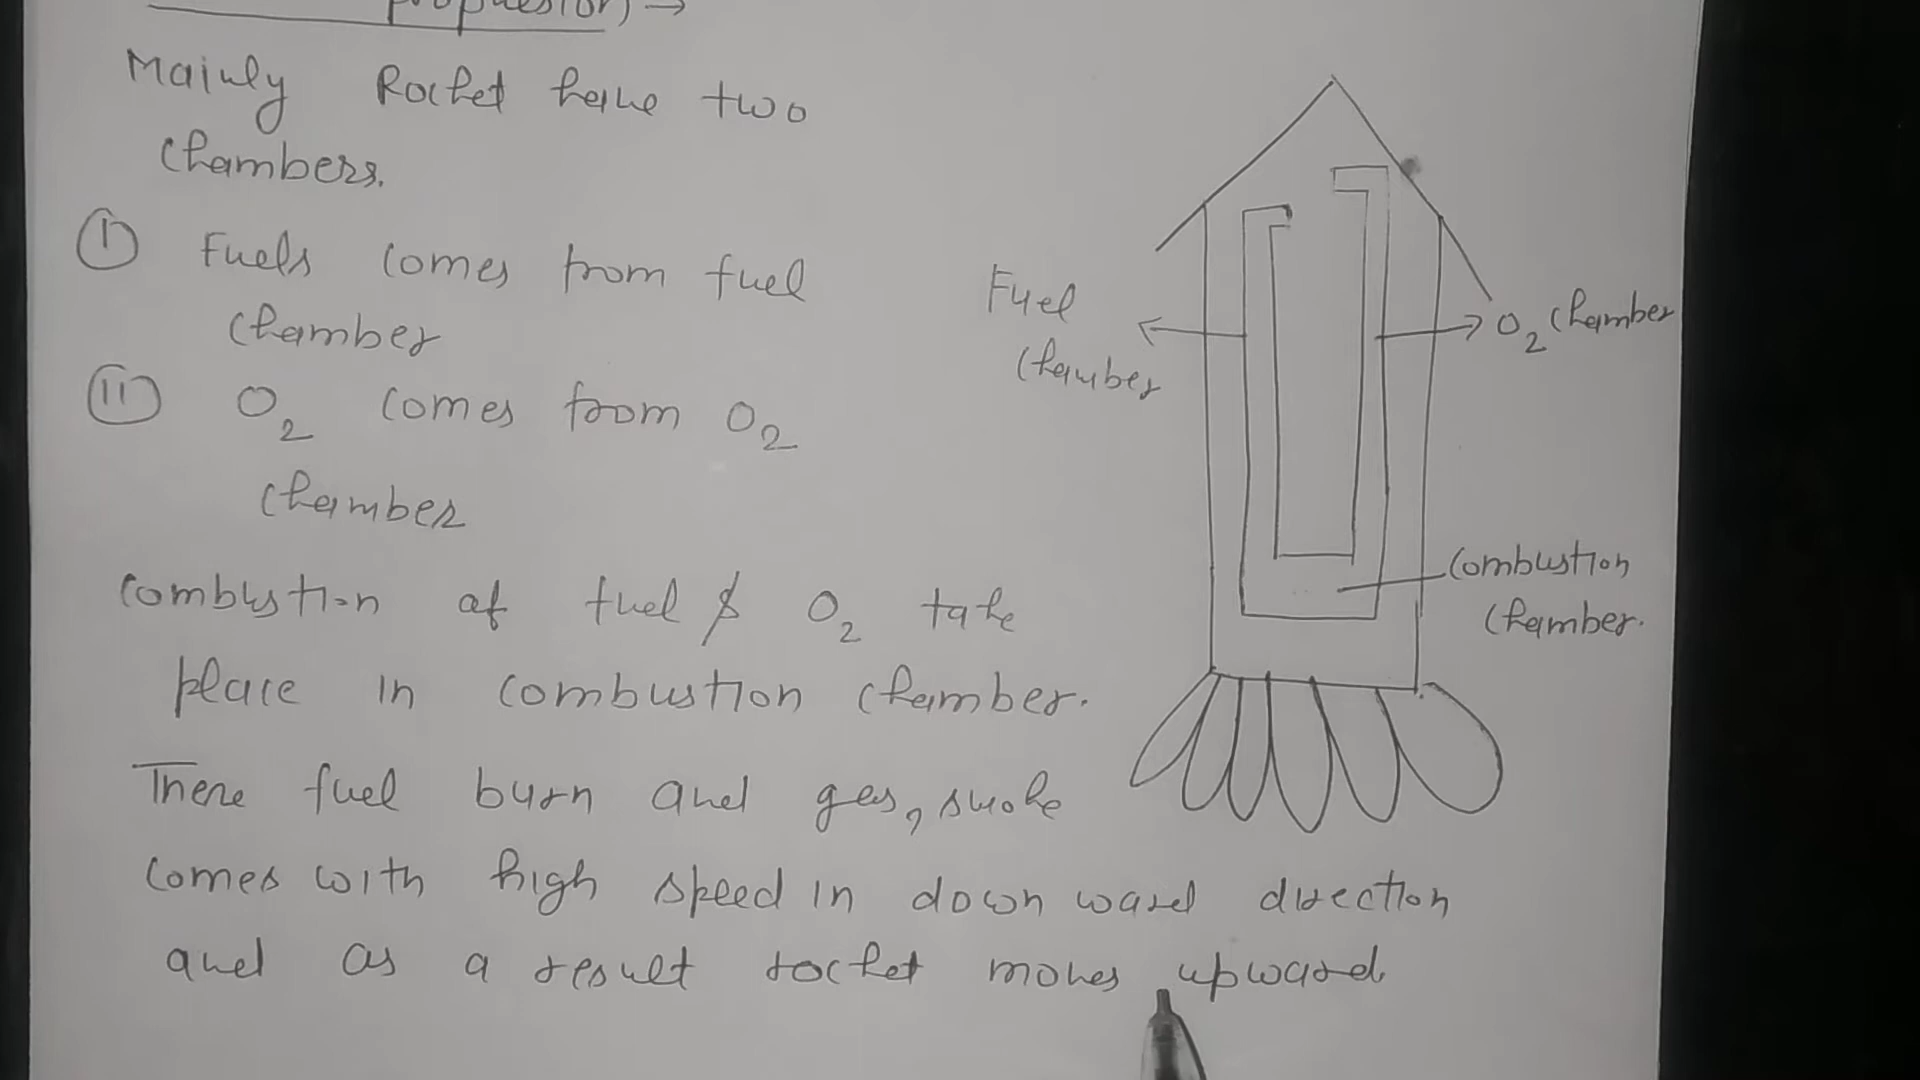 propulsion) →
Mainly Rocket have two
Chambers.
(i) Fuels comes from fuel
Chamber
(ii) O2 comes from O2
Chamber
Combustion of fuel & O2 take
place in combustion chamber.
There fuel burn and gas, smoke
comes with high speed in down ward direction
and as a result rocket moves upward
Fuel
Chamber
O2 Chamber
Combustion
Chamber.